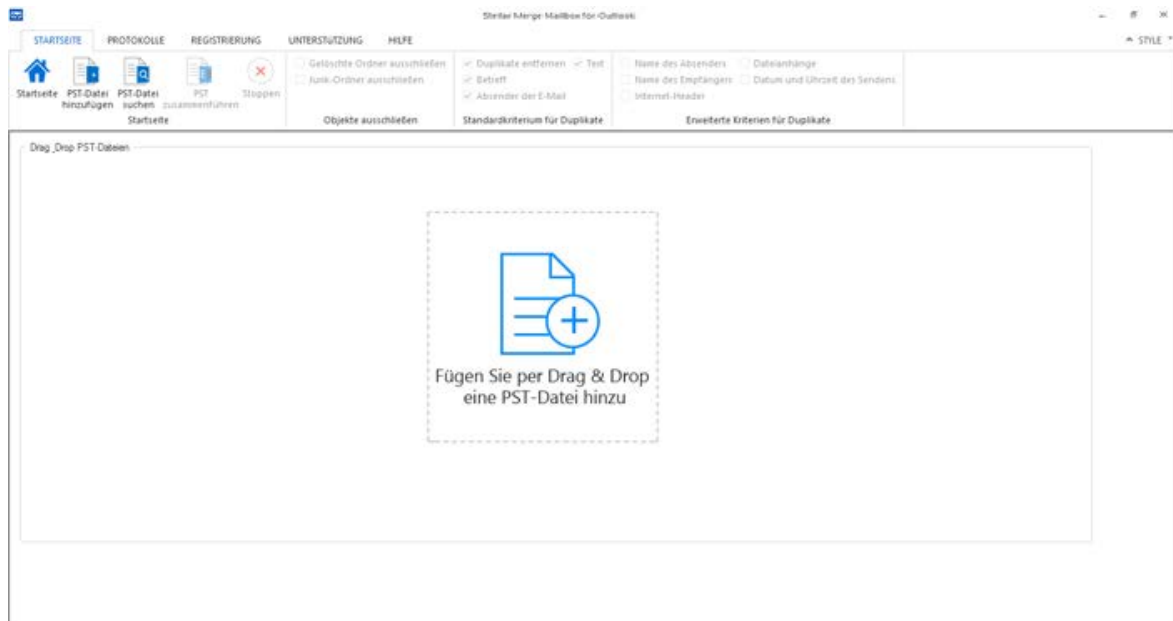 Stellar Merge Mailbox for Outlook
STARTSEITE PROTOKOLLE REGISTRIERUNG UNTERSTÜTZUNG HILFE
STYLE
Startseite
PST-Datei
hinzufügen
PST-Datei
suchen
PST
zusammenführen
Stoppen
Startseite
Gelöschte Ordner ausschließen
Junk-Ordner ausschließen
Objekte ausschließen
Duplikate entfernen Text
Betreff
Absender der E-Mail
Standardkriterium für Duplikate
Name des Absenders Dateianhänge
Name des Empfängers Datum und Uhrzeit des Sendens
Internet-Header
Erweiterte Kriterien für Duplikate
Drag_Drop PST-Dateien
Fügen Sie per Drag & Drop
eine PST-Datei hinzu